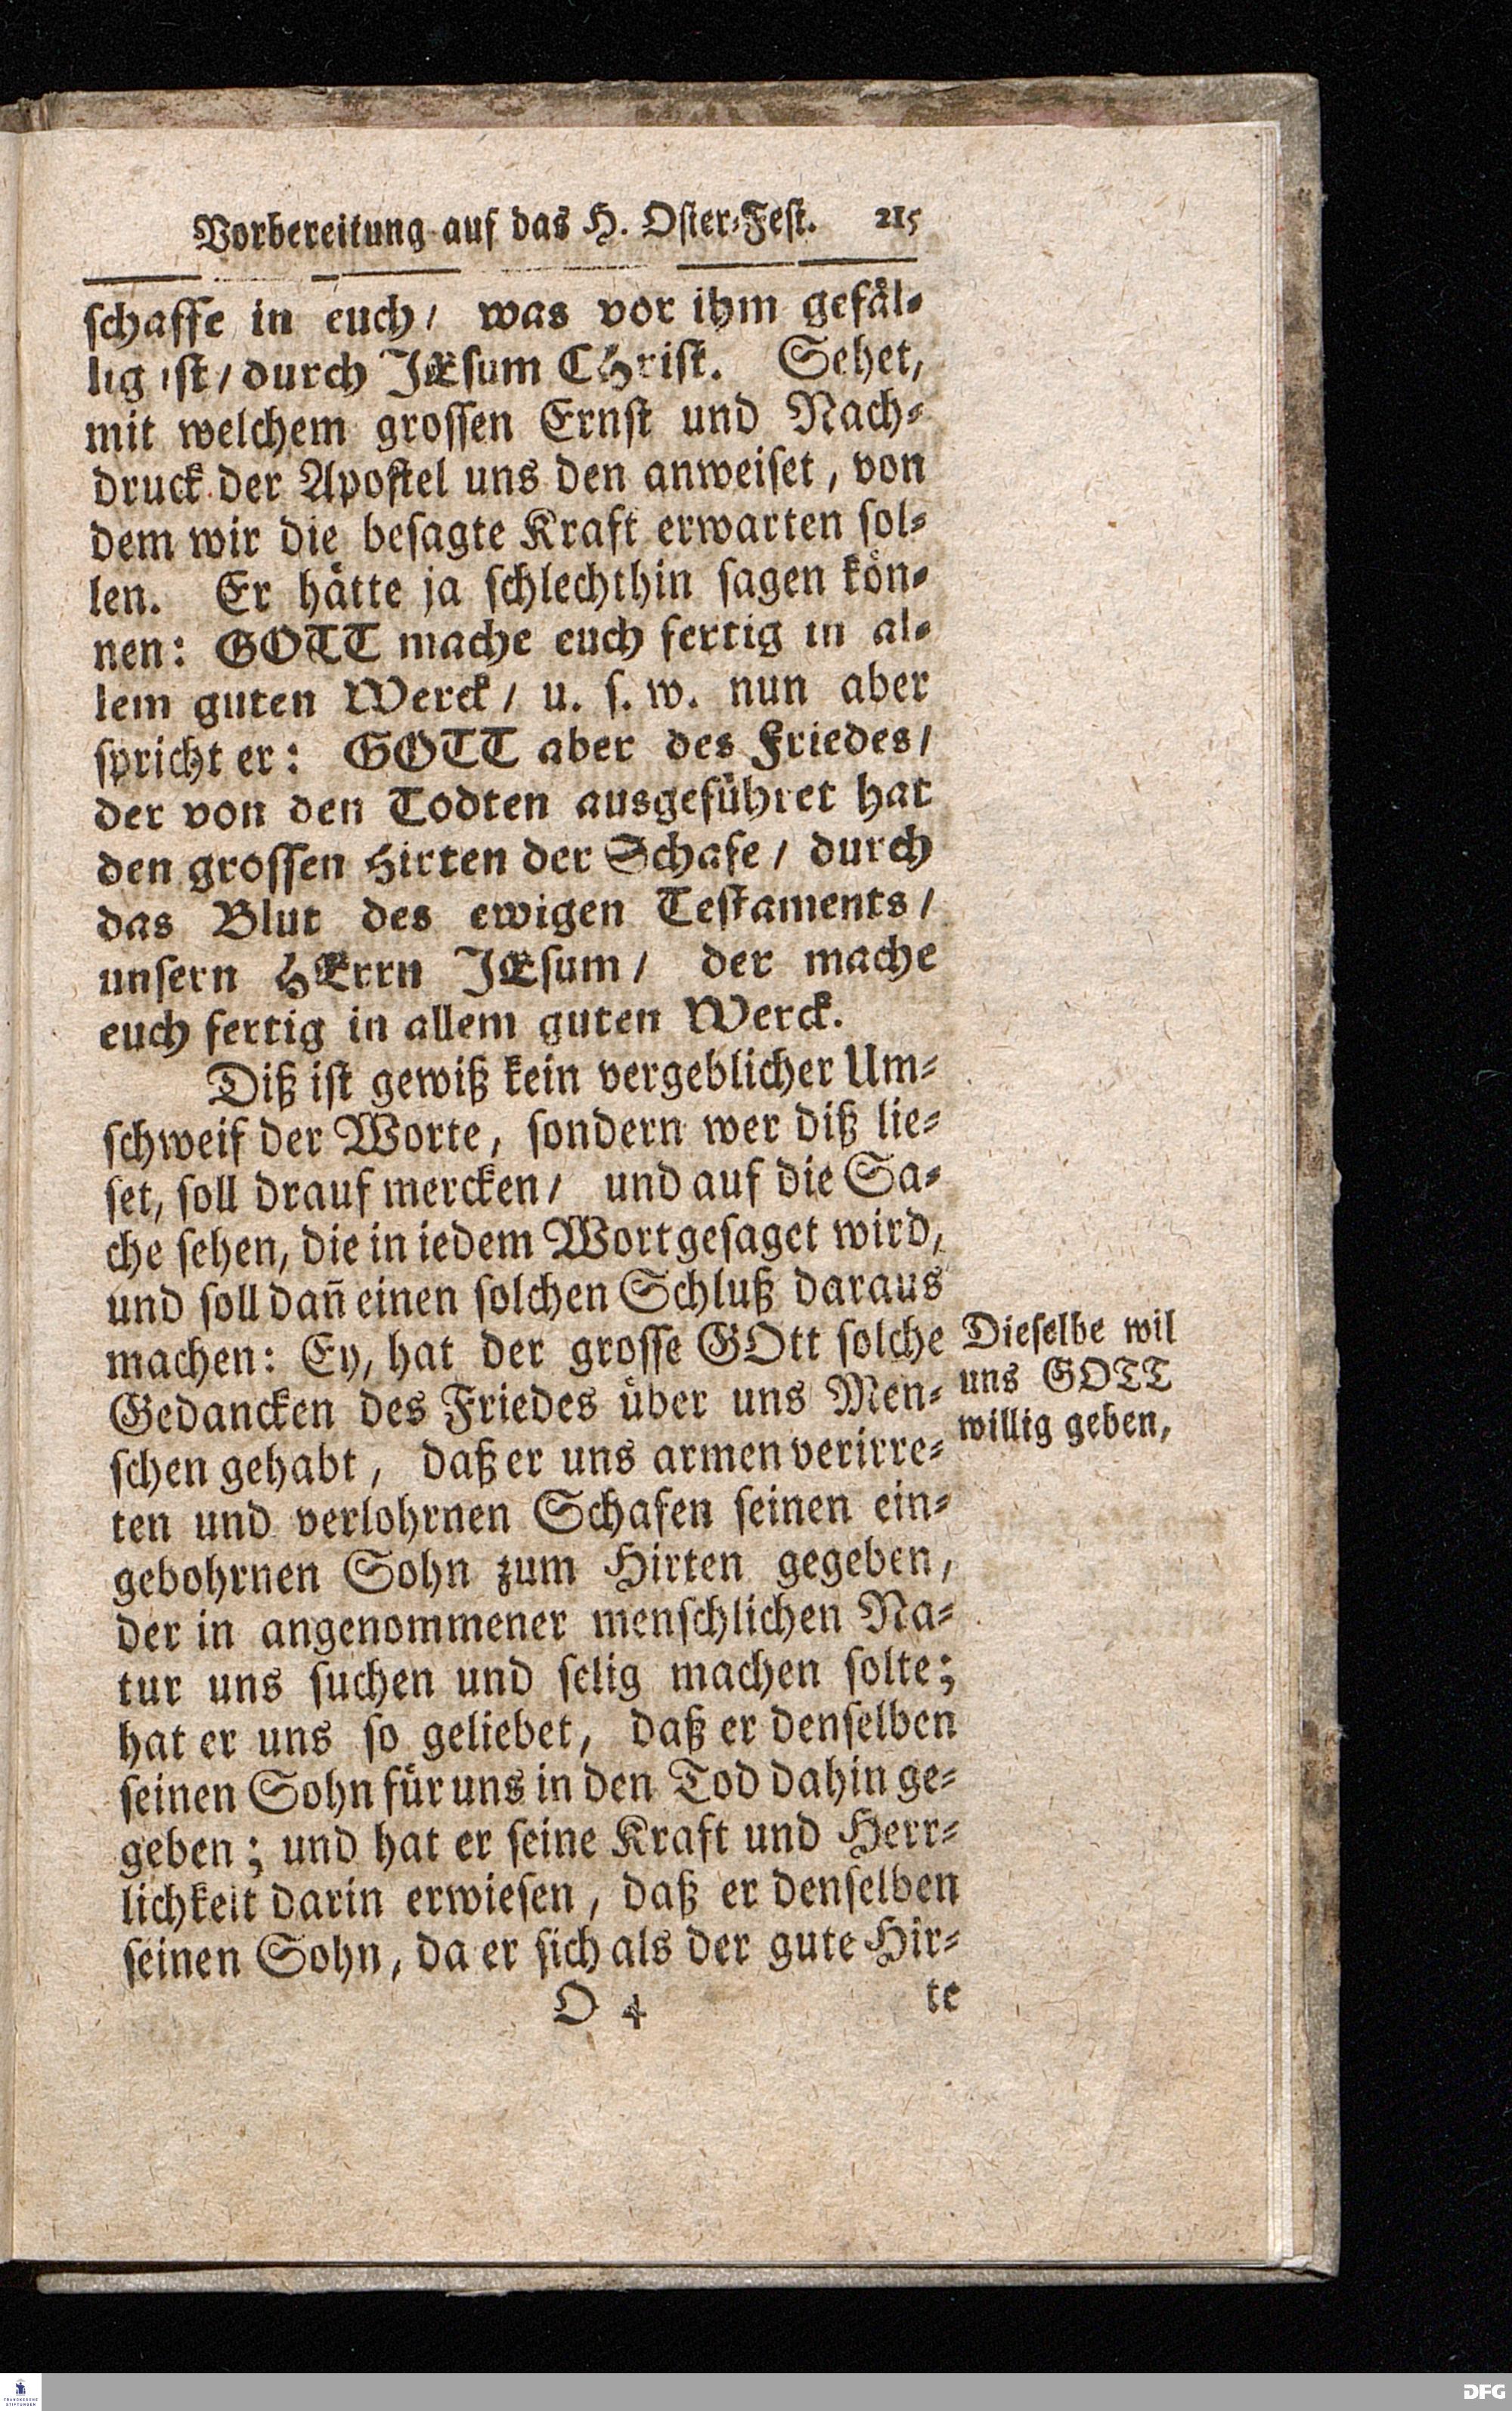 Vorbereitung auf das H. Oster-Fest. 215
schaffe in euch/ was vor ihm gefäl-
lig ist/ durch JEsum CHrist. Sehet,
mit welchem grossen Ernst und Nach-
druck der Apostel uns den anweiset, von
dem wir die besagte Kraft erwarten sol-
len. Er hätte ja schlechthin sagen kön-
nen: GOTT mache euch fertig in al-
lem guten Werck/ u. s. w. nun aber
spricht er: GOTT aber des Friedes/
der von den Todten ausgeführet hat
den grossen Hirten der Schafe/ durch
das Blut des ewigen Testaments/
unsern HErrn JEsum/ der mache
euch fertig in allem guten Werck.
Diß ist gewiß kein vergeblicher Um-
schweif der Worte, sondern wer diß lie-
set, soll drauf mercken/ und auf die Sa-
che sehen, die in iedem Wort gesaget wird,
und soll dañ einen solchen Schluß daraus
machen: Ey, hat der grosse GOtt solche
Gedancken des Friedes über uns Men-
schen gehabt, daß er uns armen verirre-
ten und verlohrnen Schafen seinen ein-
gebohrnen Sohn zum Hirten gegeben,
der in angenommener menschlichen Na-
tur uns suchen und selig machen solte;
hat er uns so geliebet, daß er denselben
seinen Sohn für uns in den Tod dahin ge-
geben; und hat er seine Kraft und Herr-
lichkeit darin erwiesen, daß er denselben
seinen Sohn, da er sich als der gute Hir-
O 4 te
Dieselbe wil
uns GOTT
willig geben,
FRANCKESCHE
STIFTUNGEN
DFG